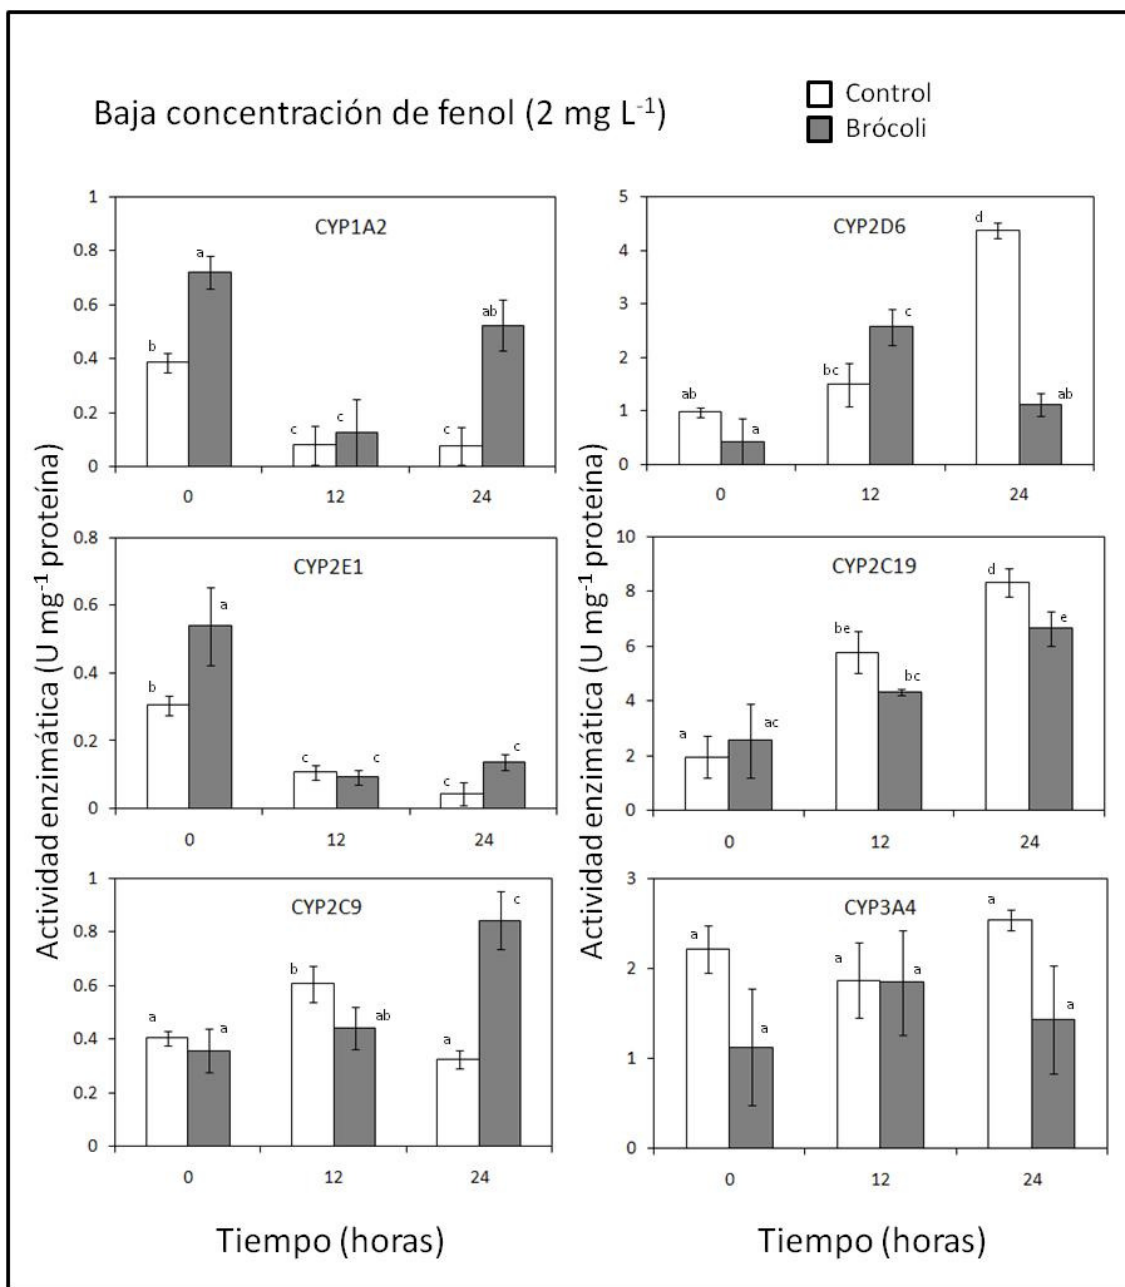 Baja concentración de fenol (2 mg L-1)
Control
Brócoli
Actividad enzimática (U mg-1 proteína)
CYP1A2
1
0.8
0.6
0.4
0.2
0
b
a
c
c
c
ab
0
12
24
CYP2E1
0.8
0.6
0.4
0.2
0
b
a
c
c
c
c
0
12
24
CYP2C9
1
0.8
0.6
0.4
0.2
0
a
a
b
ab
a
c
0
12
24
Tiempo (horas)
Actividad enzimática (U mg-1 proteína)
CYP2D6
5
4
3
2
1
0
ab
a
bc
c
d
ab
0
12
24
CYP2C19
10
8
6
4
2
0
a
ac
be
bc
d
e
0
12
24
CYP3A4
3
2
1
0
a
a
a
a
a
a
0
12
24
Tiempo (horas)